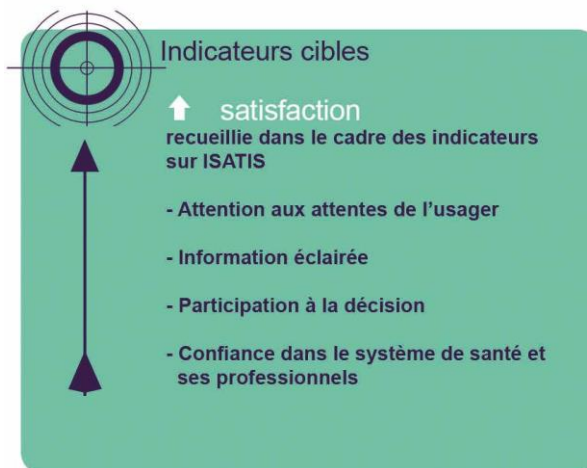 Indicateurs cibles
satisfaction
recueillie dans le cadre des indicateurs
sur ISATIS
- Attention aux attentes de l'usager
- Information éclairée
- Participation à la décision
- Confiance dans le système de santé et
ses professionnels